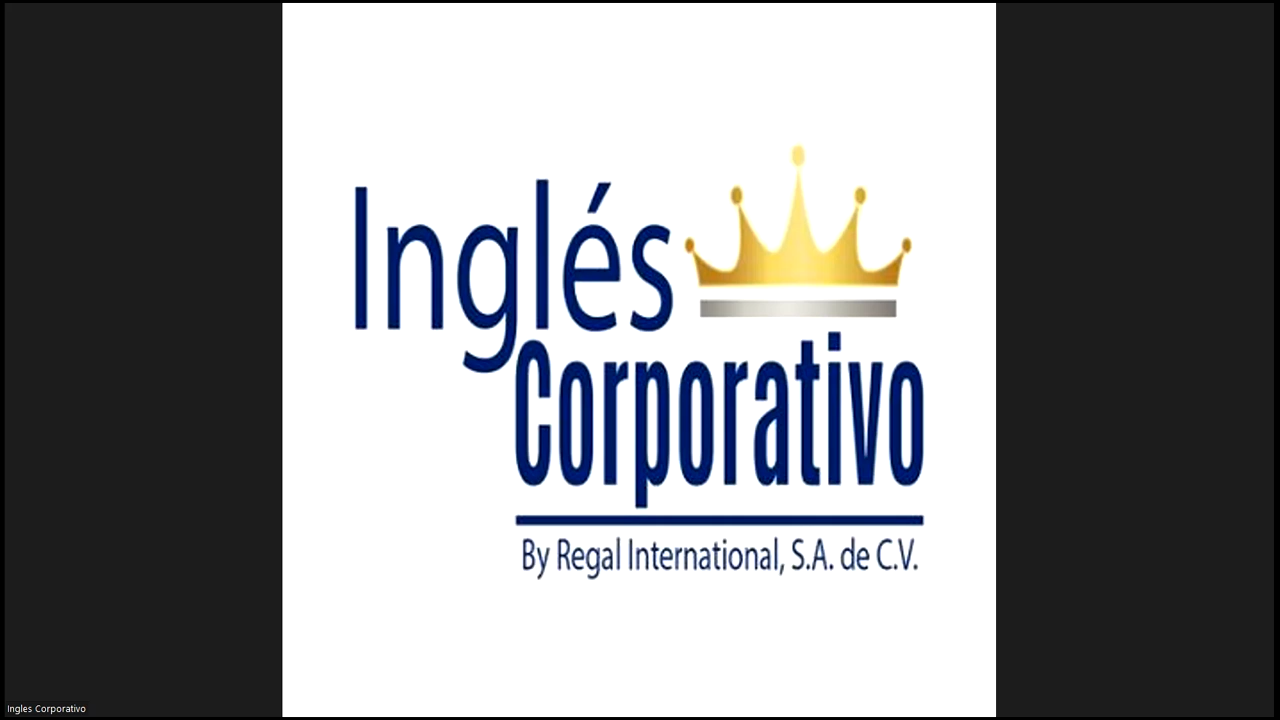 Inglés
Corporativo
By Regal International, S.A. de C.V.
Ingles Corporativo